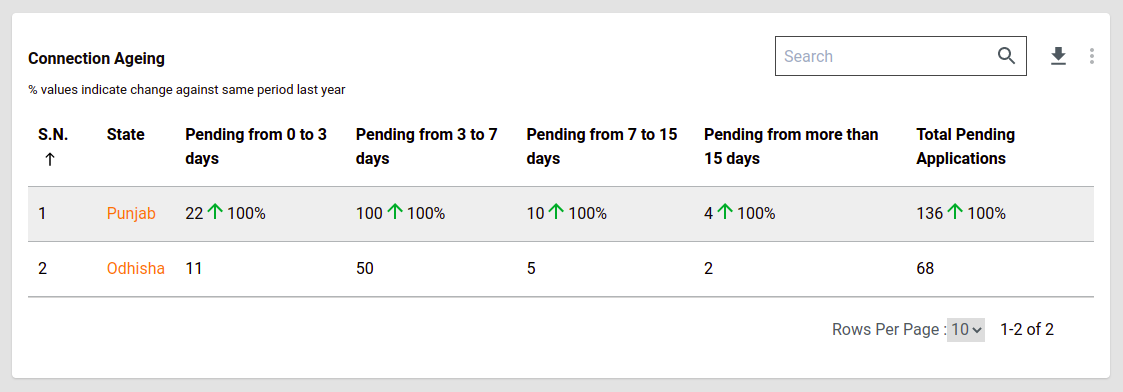 Connection Ageing
Search
% values indicate change against same period last year
S.N. ↑ State Pending from 0 to 3 days Pending from 3 to 7 days Pending from 7 to 15 days Pending from more than 15 days Total Pending Applications
1 Punjab 22 ↑ 100% 100 ↑ 100% 10 ↑ 100% 4 ↑ 100% 136 ↑ 100%
2 Odhisha 11 50 5 2 68
Rows Per Page : 10 1-2 of 2